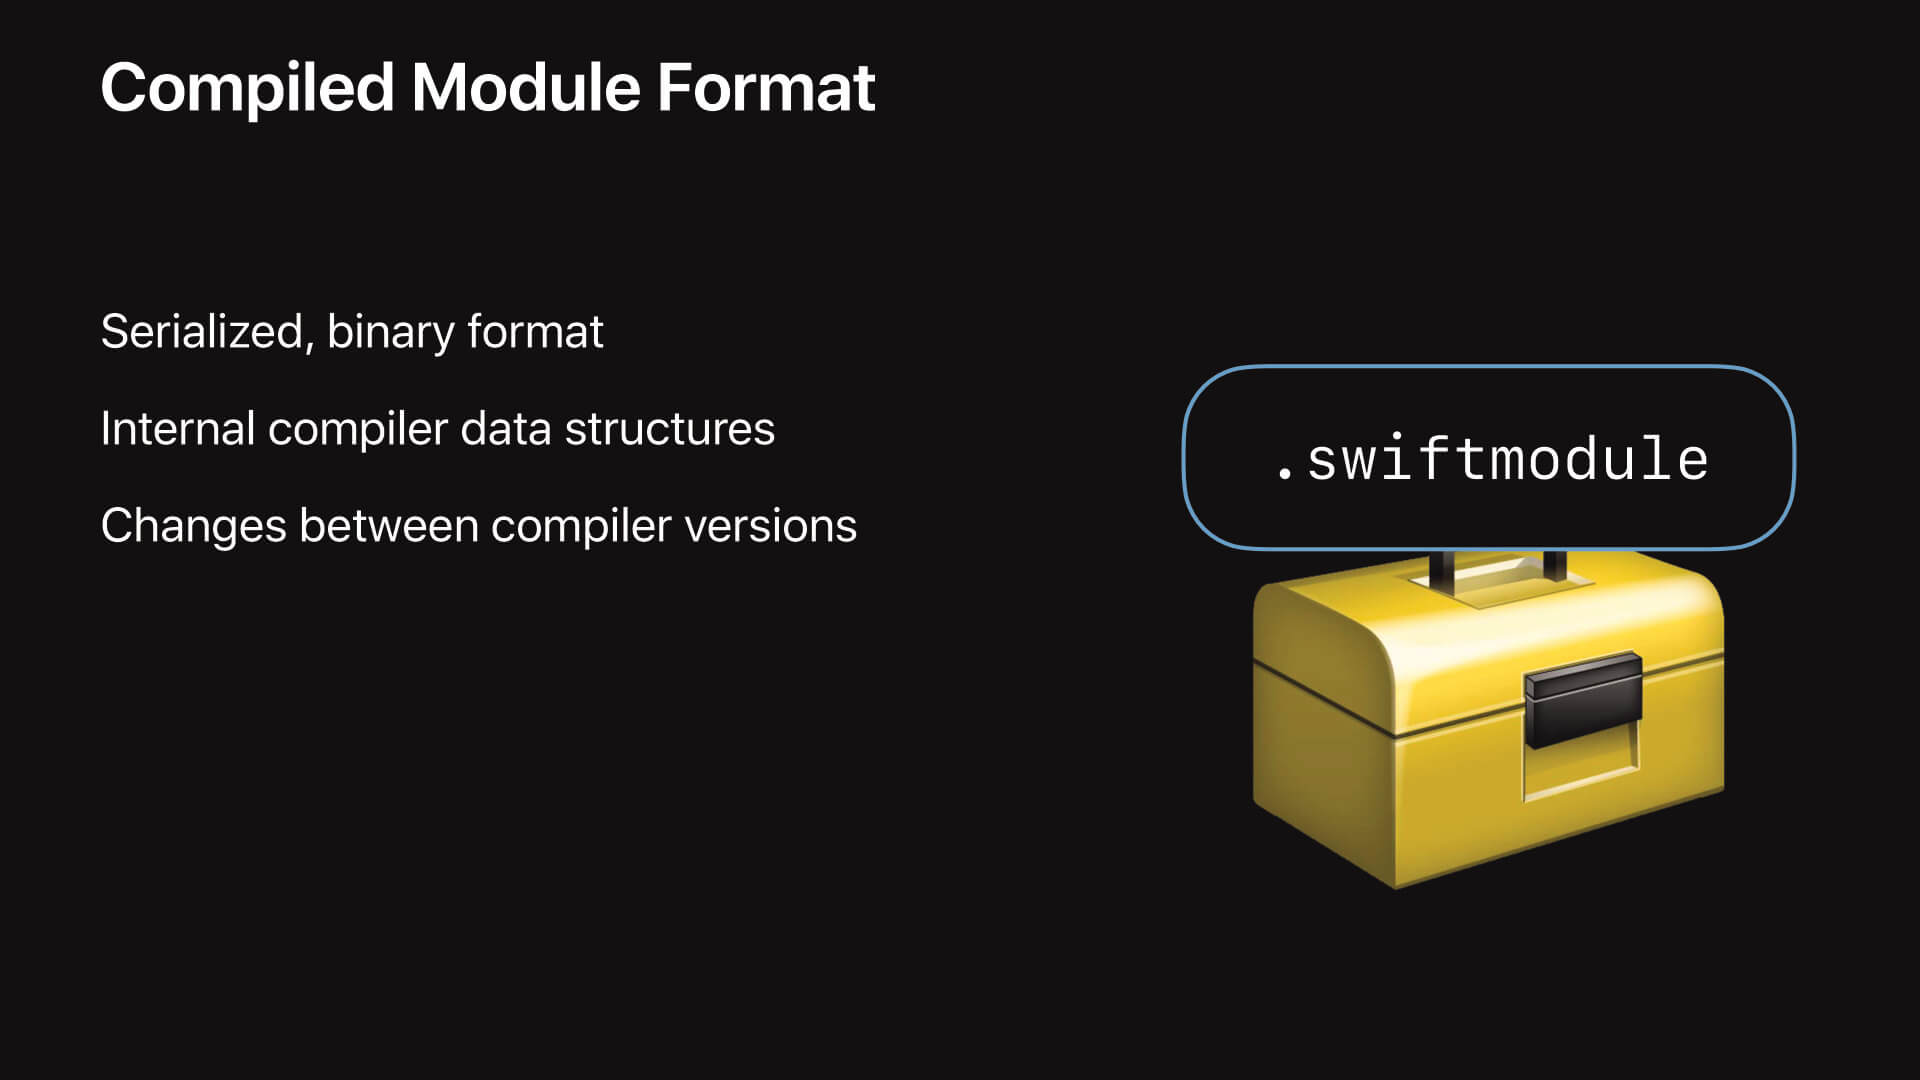 Compiled Module Format
Serialized, binary format
Internal compiler data structures
Changes between compiler versions
.swiftmodule